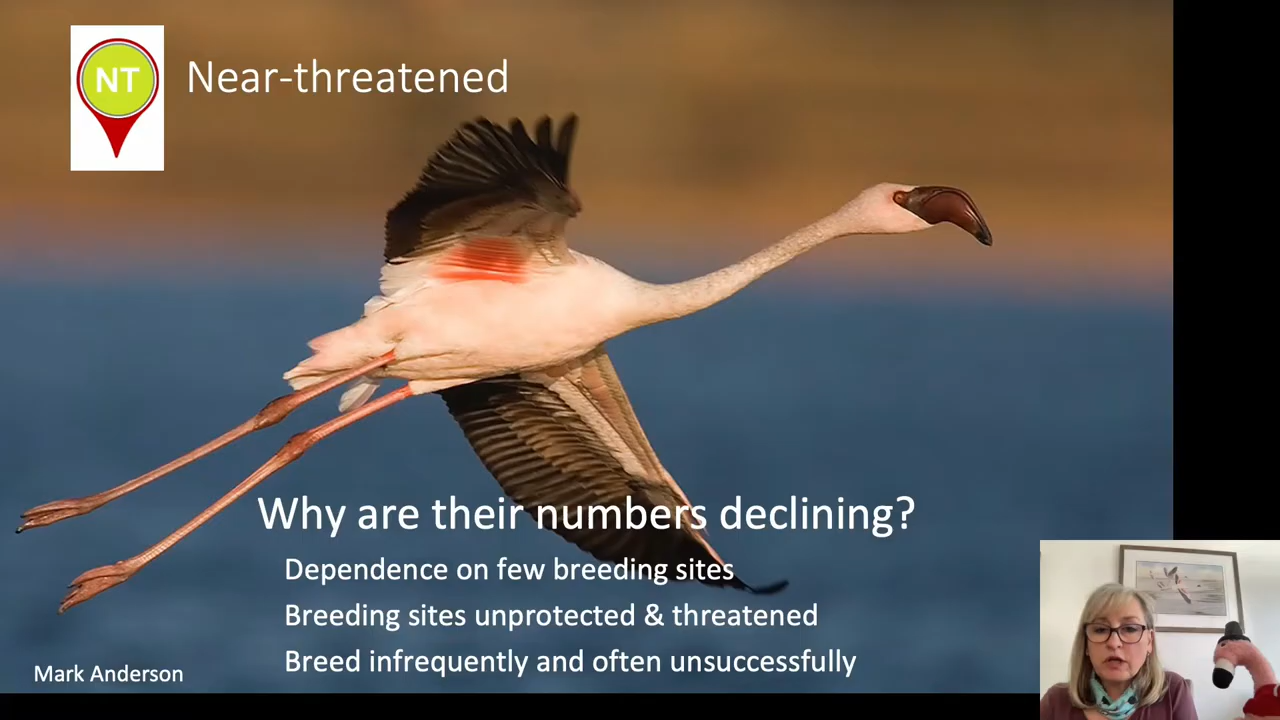 NT
Near-threatened
Why are their numbers declining?
Dependence on few breeding sites
Breeding sites unprotected & threatened
Breed infrequently and often unsuccessfully
Mark Anderson